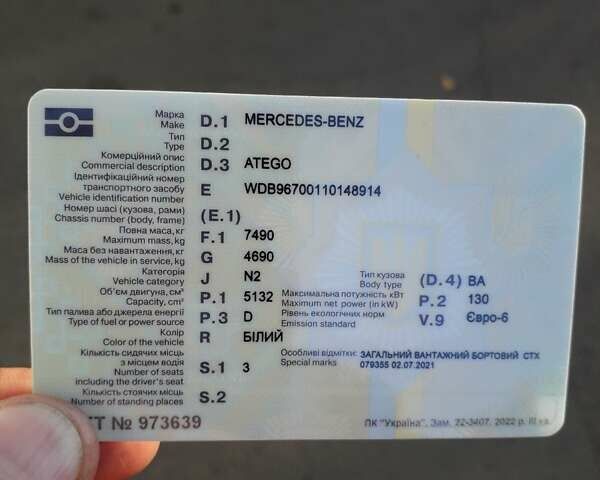 Марка
Make D.1 MERCEDES-BENZ
Тип
Type D.2
Комерційний опис
Commercial description D.3 ATEGO
Ідентифікаційний номер
транспортного засобу
Vehicle identification number E WDB96700110148914
Номер шасі (кузова, рами)
Chassis number (body, frame) (E.1)
Повна маса, кг
Maximum mass, kg F.1 7490
Маса без навантаження, кг
Mass of the vehicle in service, kg G 4690
Категорія
Vehicle category J N2
Тип кузова
Body type (D.4) BA
Об'єм двигуна, см³
Capacity, cm³ P.1 5132
Максимальна потужність кВт
Maximum net power (in kW) P.2 130
Тип палива або джерела енергії
Type of fuel or power source P.3 D
Рівень екологічних норм
Emission standard V.9 Євро-6
Колір
Color of the vehicle R БІЛИЙ
Кількість сидячих місць
з місцем водія
Number of seats
including the driver's seat S.1 3
Особливі відмітки: ЗАГАЛЬНИЙ ВАНТАЖНИЙ БОРТОВИЙ СТХ
Special marks 079355 02.07.2021
Кількість стоячих місць
Number of standing places S.2
№ 973639
ПК "Україна", Зам. 22-3407, 2022 р. III кв.